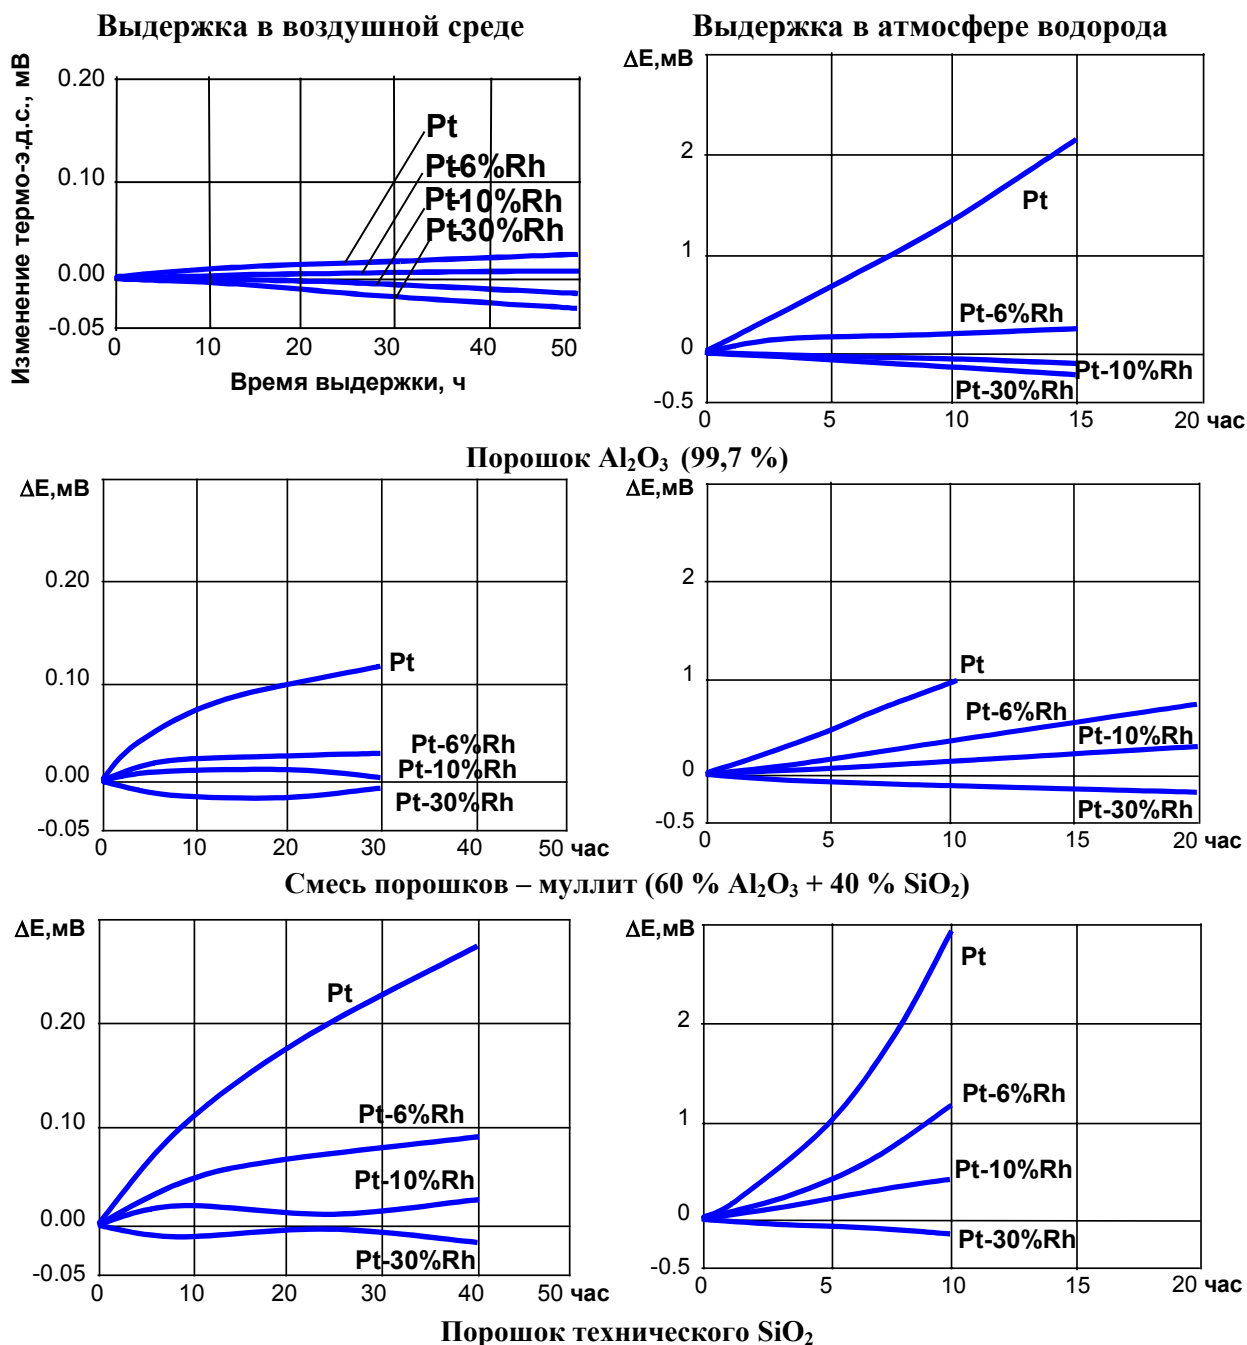 Выдержка в воздушной среде
Выдержка в атмосфере водорода
Изменение термо-э.д.с., мВ
0.20
0.10
0.00
-0.05
Pt
Pt-6%Rh
Pt-10%Rh
Pt-30%Rh
0 10 20 30 40 50
Время выдержки, ч
ΔE,мВ
2
1
0
-0.5
Pt
Pt-6%Rh
Pt-10%Rh
Pt-30%Rh
0 5 10 15 20 час
Порошок Al₂O₃ (99,7 %)
ΔE,мВ
0.20
0.10
0.00
-0.05
Pt
Pt-6%Rh
Pt-10%Rh
Pt-30%Rh
0 10 20 30 40 50 час
ΔE,мВ
2
1
0
-0.5
Pt
Pt-6%Rh
Pt-10%Rh
Pt-30%Rh
0 5 10 15 20 час
Смесь порошков – муллит (60 % Al₂O₃ + 40 % SiO₂)
ΔE,мВ
0.20
0.10
0.00
-0.05
Pt
Pt-6%Rh
Pt-10%Rh
Pt-30%Rh
0 10 20 30 40 50 час
ΔE,мВ
2
1
0
-0.5
Pt
Pt-6%Rh
Pt-10%Rh
Pt-30%Rh
0 5 10 15 20 час
Порошок технического SiO₂